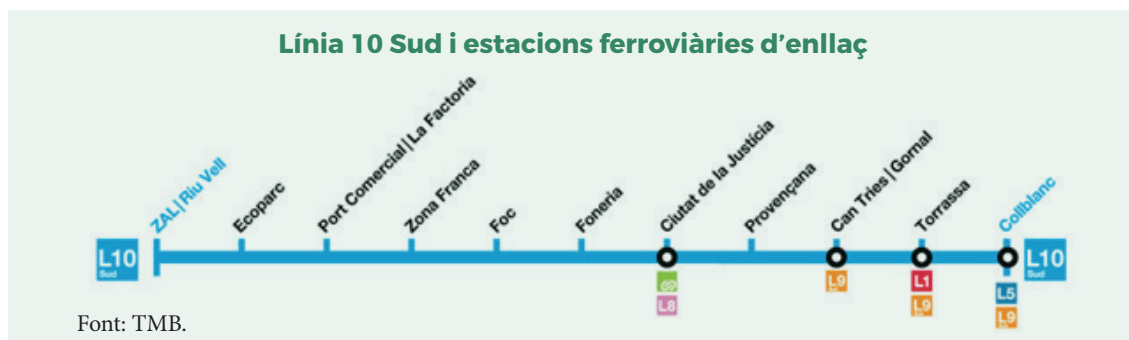 Línia 10 Sud i estacions ferroviàries d'enllaç
ZAL|Riu Vell
Ecoparc
Port Comercial|La Factoria
Zona Franca
Foc
Foneria
Ciutat de la Justícia
Provençana
Can Tries|Gornal
Torrassa
Collblanc
L10
Sud
L10
Sud
L8
L9
L1
L9
L5
L9
Font: TMB.